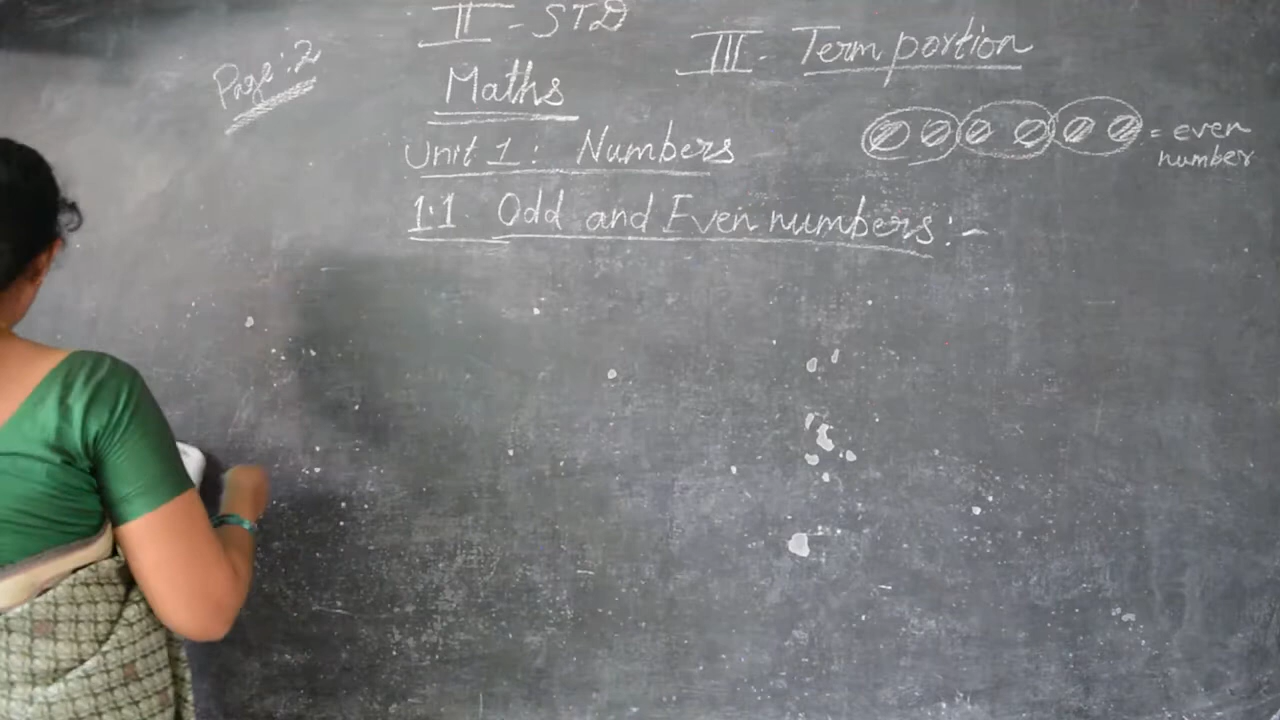 II - STD
III - Term portion
Page: 2
Maths
= even
number
Unit 1: Numbers
1.1 Odd and Even numbers:-